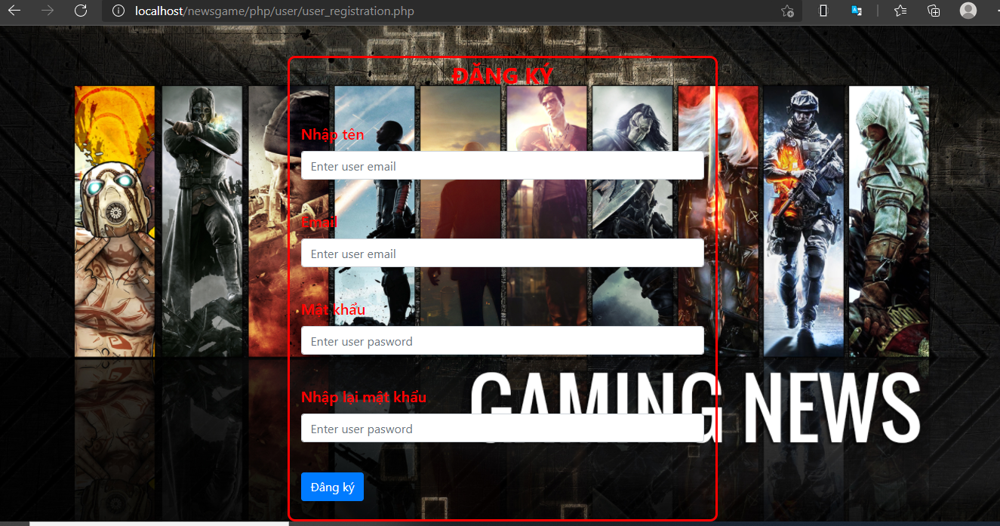 localhost/newsgame/php/user/user_registration.php
ĐĂNG KÝ
Nhập tên
Enter user email
Email
Enter user email
Mật khẩu
Enter user pasword
Nhập lại mật khẩu
GAMING NEWS
Enter user pasword
Đăng ký